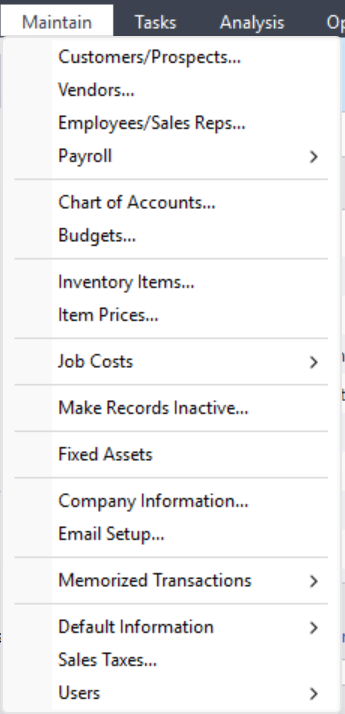 Maintain Tasks Analysis Op
Customers/Prospects...
Vendors...
Employees/Sales Reps...
Payroll
Chart of Accounts...
Budgets...
Inventory Items...
Item Prices...
Job Costs
Make Records Inactive...
Fixed Assets
Company Information...
Email Setup...
Memorized Transactions
Default Information
Sales Taxes...
Users